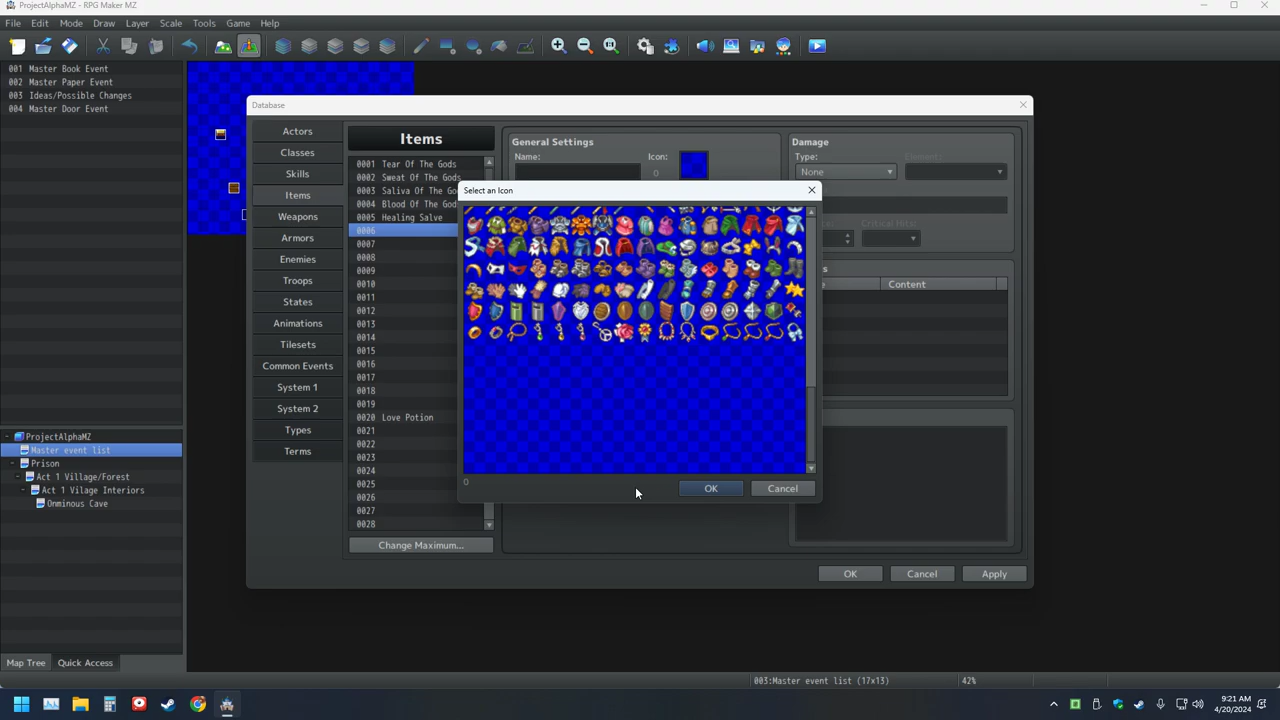 ProjectAlphaMZ - RPG Maker MZ
File Edit Mode Draw Layer Scale Tools Game Help
001 Master Book Event
002 Master Paper Event
003 Ideas/Possible Changes
004 Master Door Event
Database
Actors
Classes
Skills
Items
Weapons
Armors
Enemies
Troops
States
Animations
Tilesets
Common Events
System 1
System 2
Types
Terms
Items
0001 Tear Of The Gods
0002 Sweat Of The Gods
0003 Saliva Of The Go
0004 Blood Of The God
0005 Healing Salve
0006
0007
0008
0009
0010
0011
0012
0013
0014
0015
0016
0017
0018
0019
0020 Love Potion
0021
0022
0023
0024
0025
0026
0027
0028
Change Maximum...
General Settings
Name:
Icon:
0
Damage
Type:
Element:
None
Critical Hits:
Content
Select an Icon
0
OK
Cancel
OK
Cancel
Apply
ProjectAlphaMZ
Master event list
Prison
Act 1 Village/Forest
Act 1 Vilage Interiors
Onminous Cave
Map Tree
Quick Access
003:Master event list (17x13)
42%
9:21 AM
4/20/2024